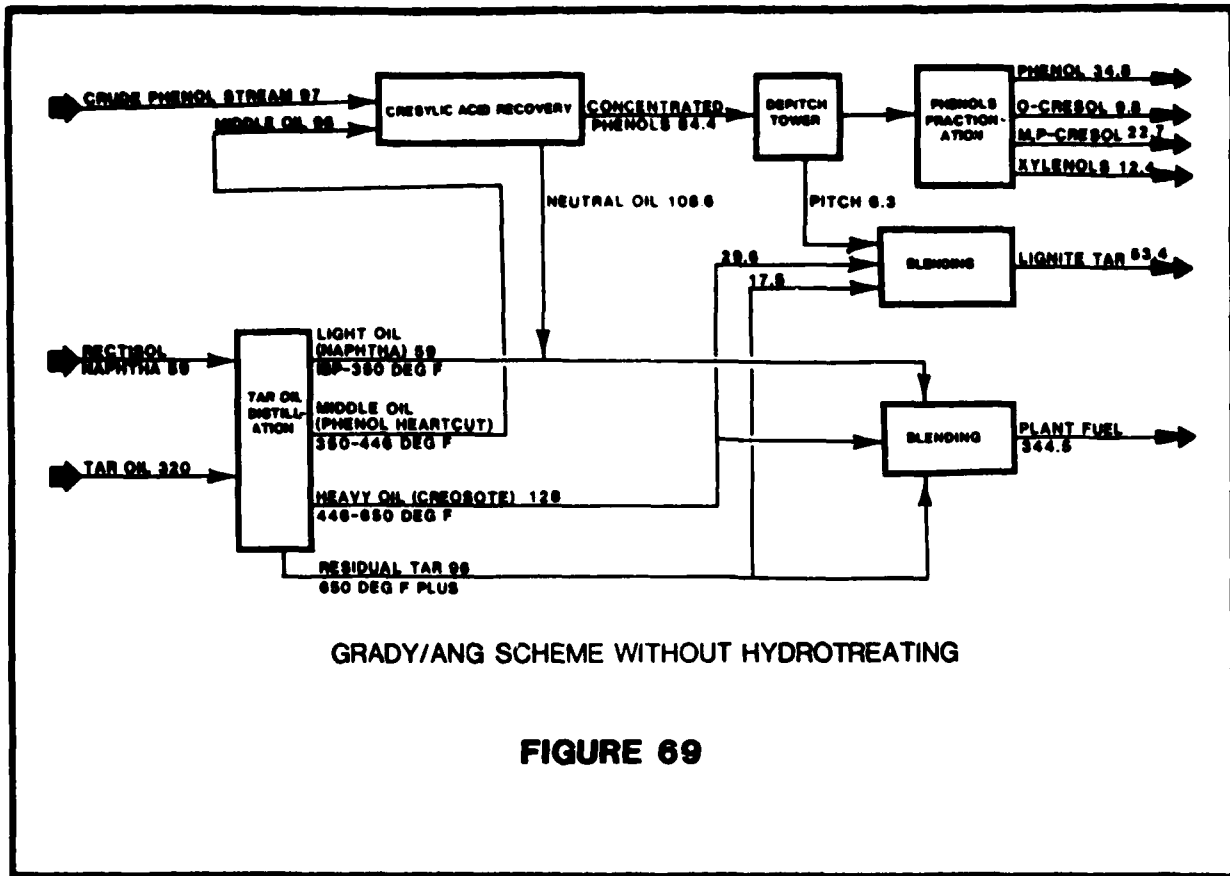 CRUDE PHENOL STREAM 97
MIDDLE OIL 96
CRESYLIC ACID RECOVERY
CONCENTRATED
PHENOLS 84.4
DEPITCH
TOWER
PHENOLS
FRACTION-
ATION
PHENOL 34.8
O-CRESOL 9.8
M,P-CRESOL 22.7
XYLENOLS 12.4
NEUTRAL OIL 108.6
PITCH 6.3
29.6
17.5
BLENDING
LIGNITE TAR 53.4
RECTISOL
NAPHTHA 59
TAR OIL 320
TAR OIL
DISTILL-
ATION
LIGHT OIL
(NAPHTHA) 59
IBP-350 DEG F
MIDDLE OIL
(PHENOL HEARTCUT)
350-446 DEG F
HEAVY OIL (CREOSOTE) 128
446-650 DEG F
RESIDUAL TAR 96
650 DEG F PLUS
BLENDING
PLANT FUEL
344.5
GRADY/ANG SCHEME WITHOUT HYDROTREATING
FIGURE 69